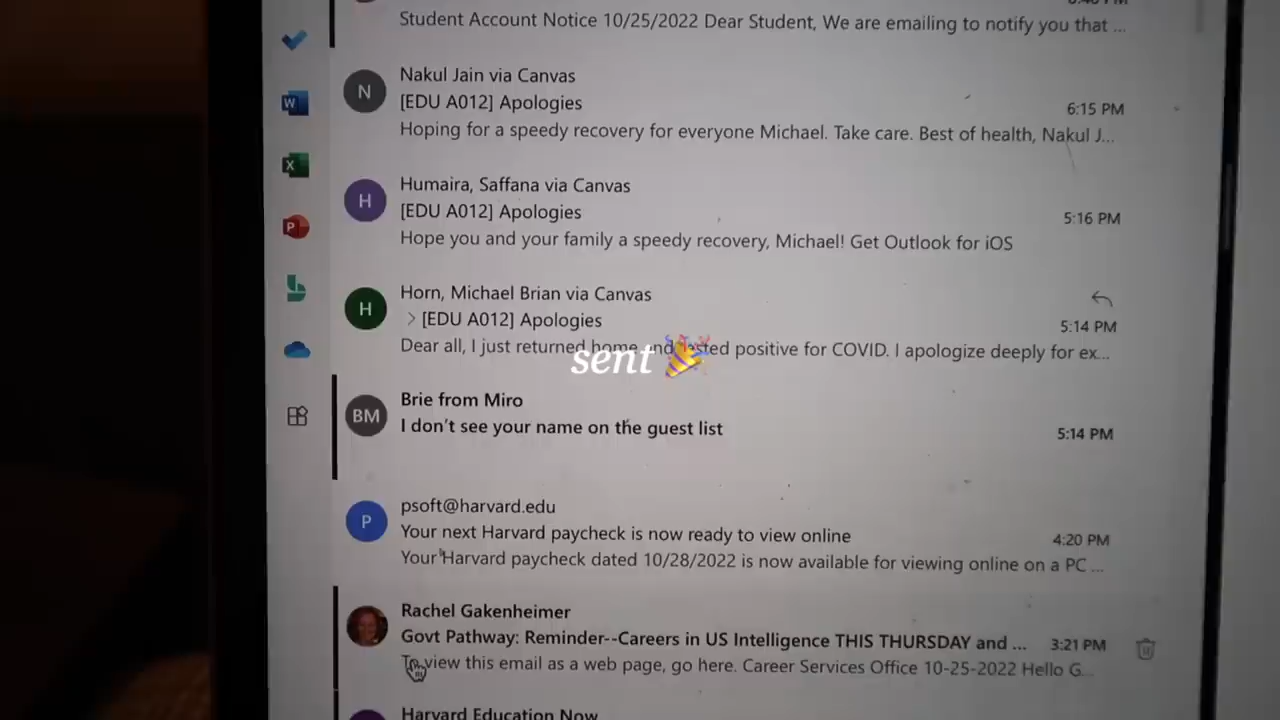 Student Account Notice 10/25/2022 Dear Student, We are emailing to notify you that ...
Nakul Jain via Canvas
N
[EDU A012] Apologies
6:15 PM
Hoping for a speedy recovery for everyone Michael. Take care. Best of health, Nakul J...
Humaira, Saffana via Canvas
H
[EDU A012] Apologies
5:16 PM
Hope you and your family a speedy recovery, Michael! Get Outlook for iOS
Horn, Michael Brian via Canvas
H
> [EDU A012] Apologies
5:14 PM
Dear all, I just returned home and tested positive for COVID. I apologize deeply for ex...
sent 🎉
Brie from Miro
BM
I don't see your name on the guest list
5:14 PM
psoft@harvard.edu
P
Your next Harvard paycheck is now ready to view online
4:20 PM
Your Harvard paycheck dated 10/28/2022 is now available for viewing online on a PC ...
Rachel Gakenheimer
Govt Pathway: Reminder--Careers in US Intelligence THIS THURSDAY and ...
3:21 PM
To view this email as a web page, go here. Career Services Office 10-25-2022 Hello G...
Harvard Education Now
W
X
P